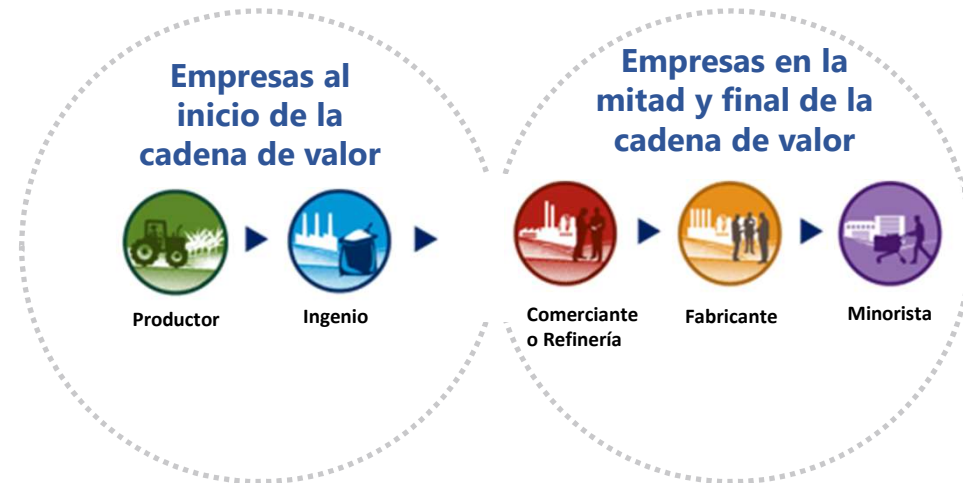 Empresas al
inicio de la
cadena de valor
Productor
Ingenio
Empresas en la
mitad y final de la
cadena de valor
Comerciante
o Refinería
Fabricante
Minorista